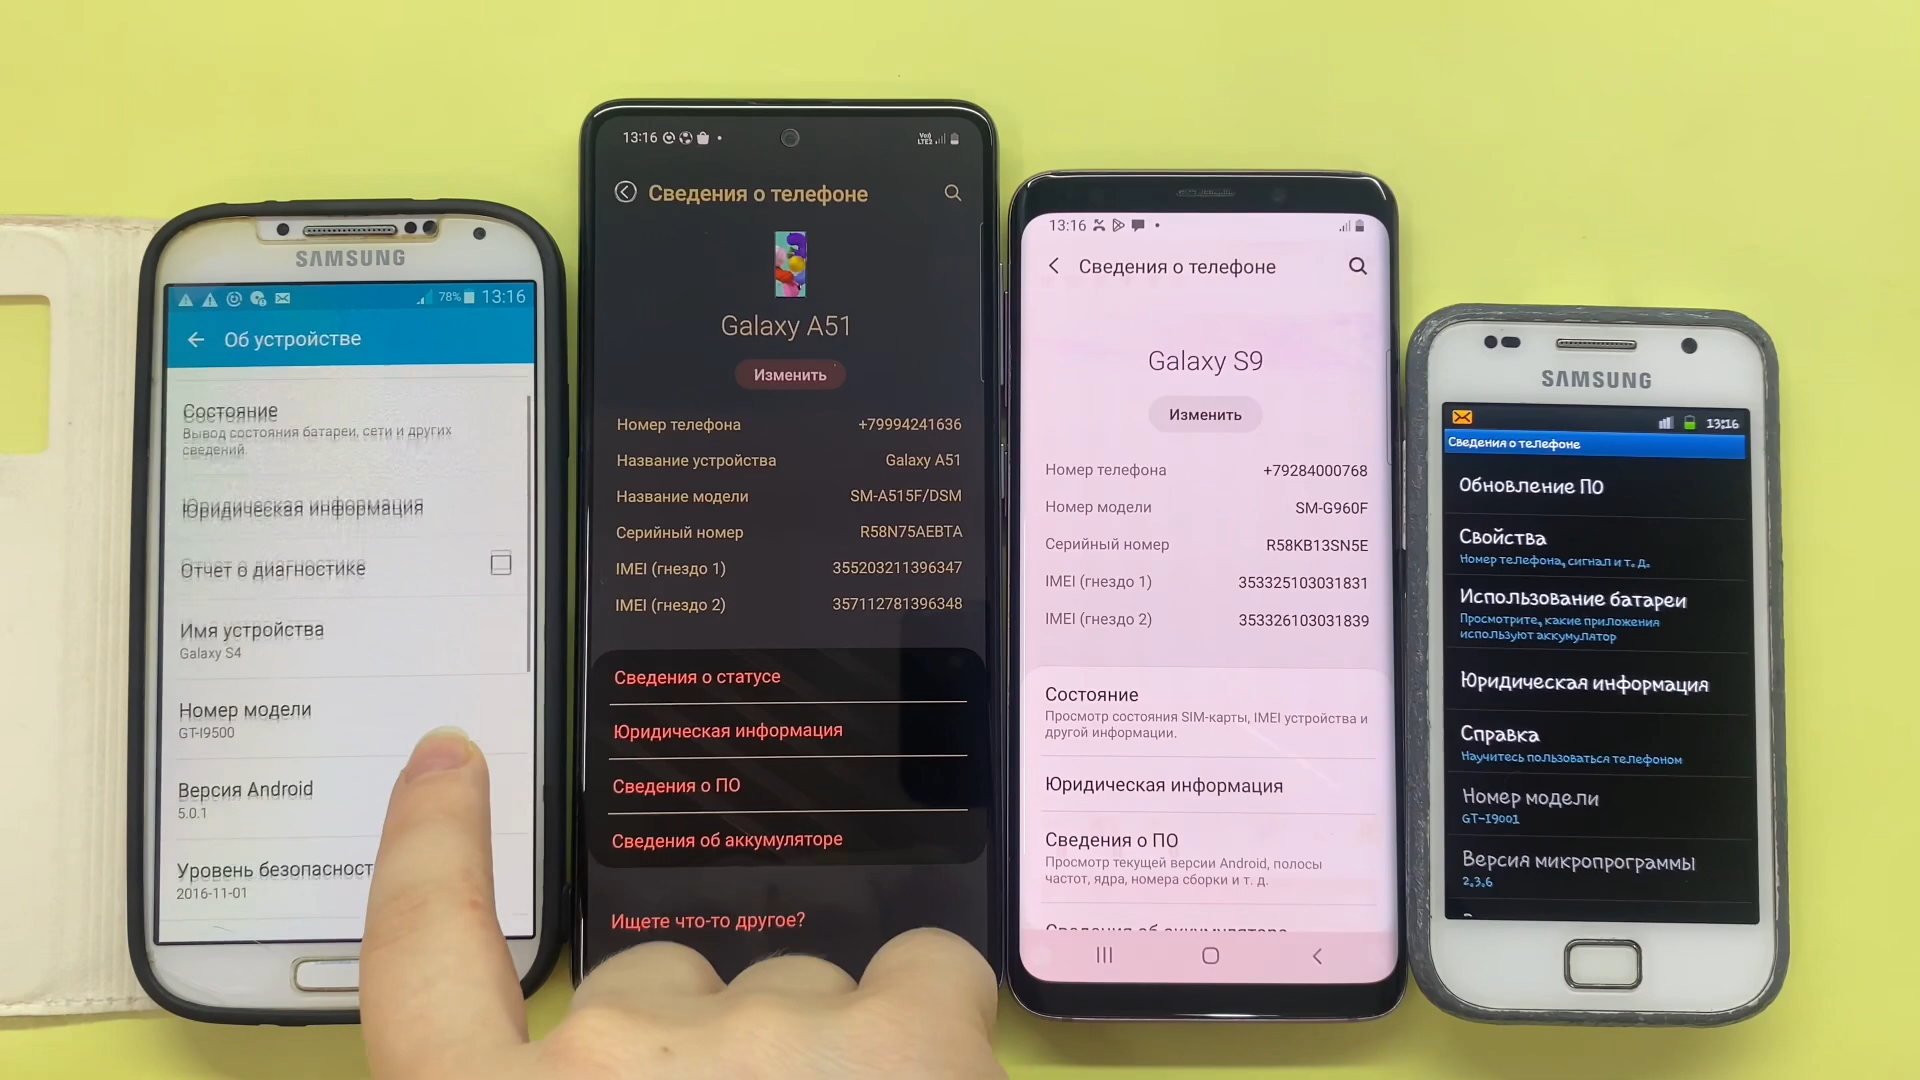 SAMSUNG
78% 13:16
Об устройстве
Состояние
Вывод состояния батареи, сети и других
сведений
Юридическая информация
Отчет о диагностике
Имя устройства
Galaxy S4
Номер модели
GT-I9500
Версия Android
5.0.1
Уровень безопасност
2016-11-01
13:16
Vo)) LTE2
Сведения о телефоне
Galaxy A51
Изменить
Номер телефона +79994241636
Название устройства Galaxy A51
Название модели SM-A515F/DSM
Серийный номер R58N75AEBTA
IMEI (гнездо 1) 355203211396347
IMEI (гнездо 2) 357112781396348
Сведения о статусе
Юридическая информация
Сведения о ПО
Сведения об аккумуляторе
Ищете что-то другое?
13:16
Сведения о телефоне
Galaxy S9
Изменить
Номер телефона +79284000768
Номер модели SM-G960F
Серийный номер R58KB13SN5E
IMEI (гнездо 1) 353325103031831
IMEI (гнездо 2) 353326103031839
Состояние
Просмотр состояния SIM-карты, IMEI устройства и
другой информации.
Юридическая информация
Сведения о ПО
Просмотр текущей версии Android, полосы
частот, ядра, номера сборки и т. д.
Сведения об аккумуляторе
SAMSUNG
13:16
Сведения о телефоне
Обновление ПО
Свойства
Номер телефона, сигнал и т. д.
Использование батареи
Просмотрите, какие приложения
используют аккумулятор
Юридическая информация
Справка
Научитесь пользоваться телефоном
Номер модели
GT-I9001
Версия микропрограммы
2.3.6